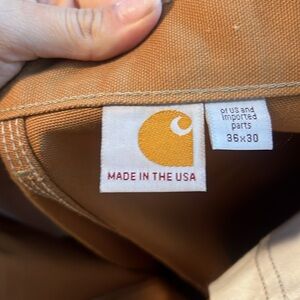 MADE IN THE USA
of US and
imported
parts
36x30